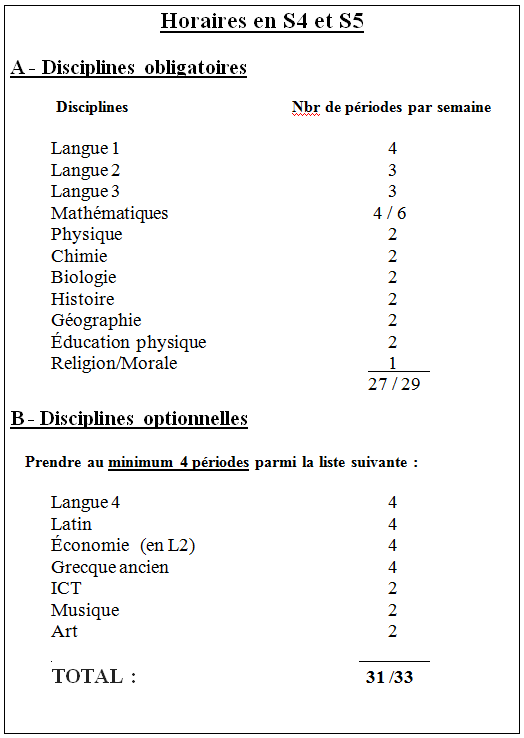 Horaires en S4 et S5
A - Disciplines obligatoires
Disciplines Nbr de périodes par semaine
Langue 1 4
Langue 2 3
Langue 3 3
Mathématiques 4 / 6
Physique 2
Chimie 2
Biologie 2
Histoire 2
Géographie 2
Éducation physique 2
Religion/Morale 1
27 / 29
B - Disciplines optionnelles
Prendre au minimum 4 périodes parmi la liste suivante :
Langue 4 4
Latin 4
Économie (en L2) 4
Grecque ancien 4
ICT 2
Musique 2
Art 2
TOTAL : 31 /33